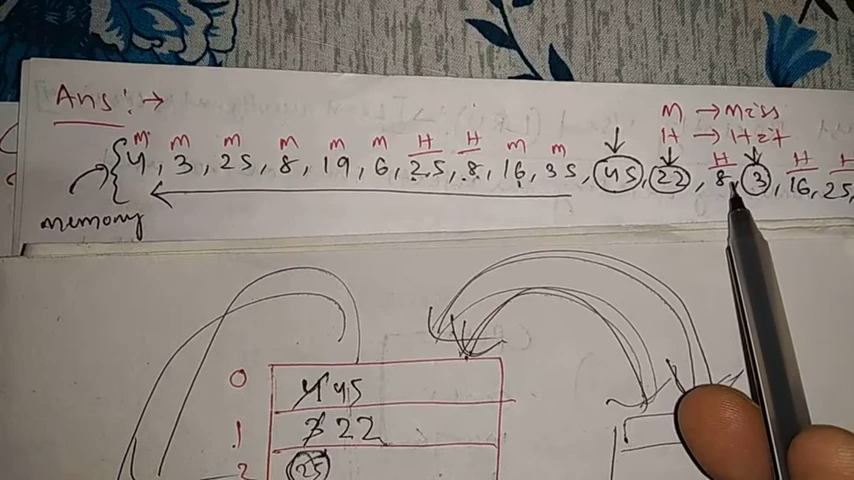 Ans:→
M → Miss
H → Hit
M M M M M M H H M M H H H
{4, 3, 25, 8, 19, 6, 25, 8, 16, 35, 45, 22, 8, 3, 16, 25,
memory
0 4 45
1 3 22
2 25